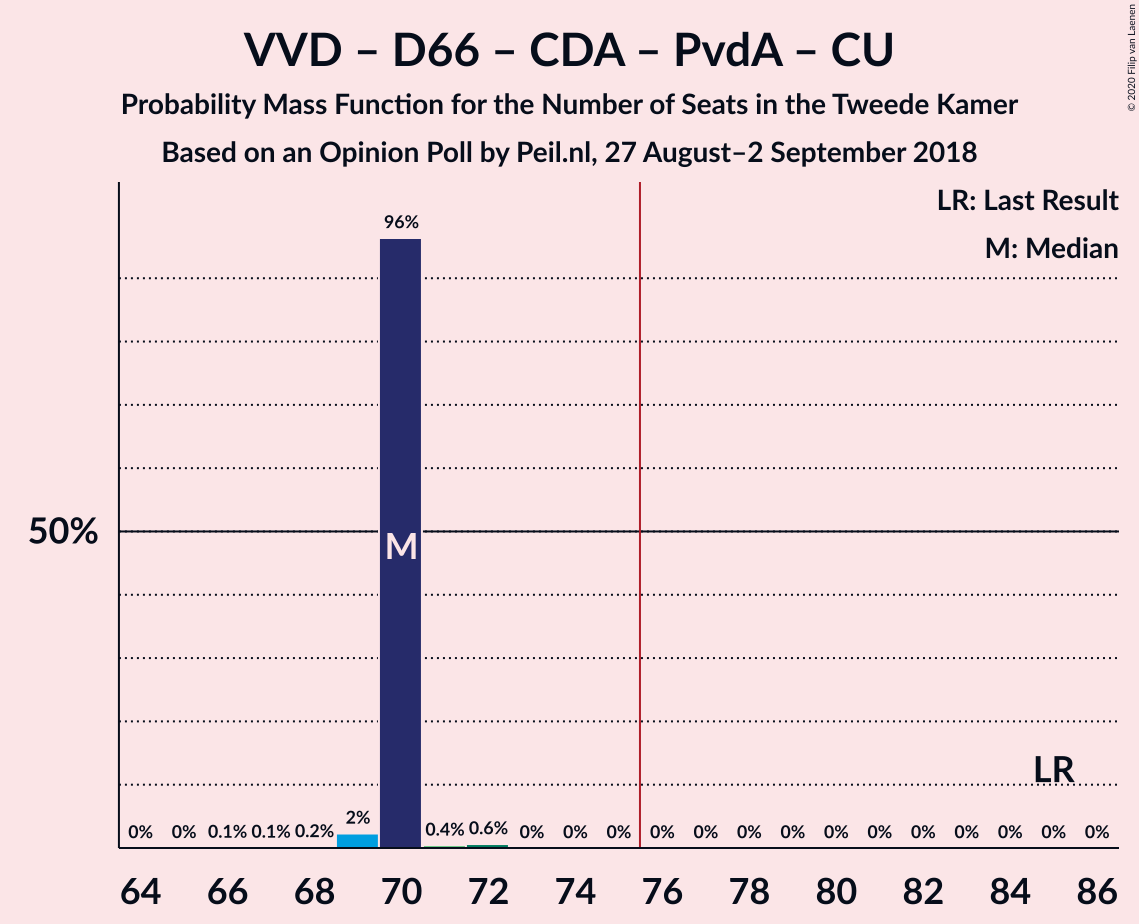 VVD – D66 – CDA – PvdA – CU
Probability Mass Function for the Number of Seats in the Tweede Kamer
Based on an Opinion Poll by Peil.nl, 27 August–2 September 2018
© 2020 Filip van Laenen
LR: Last Result
M: Median
96%
50%
M
LR
0% 0% 0.1% 0.1% 0.2% 2% 0.4% 0.6% 0% 0% 0% 0% 0% 0% 0% 0% 0% 0% 0% 0% 0% 0%
64 66 68 70 72 74 76 78 80 82 84 86